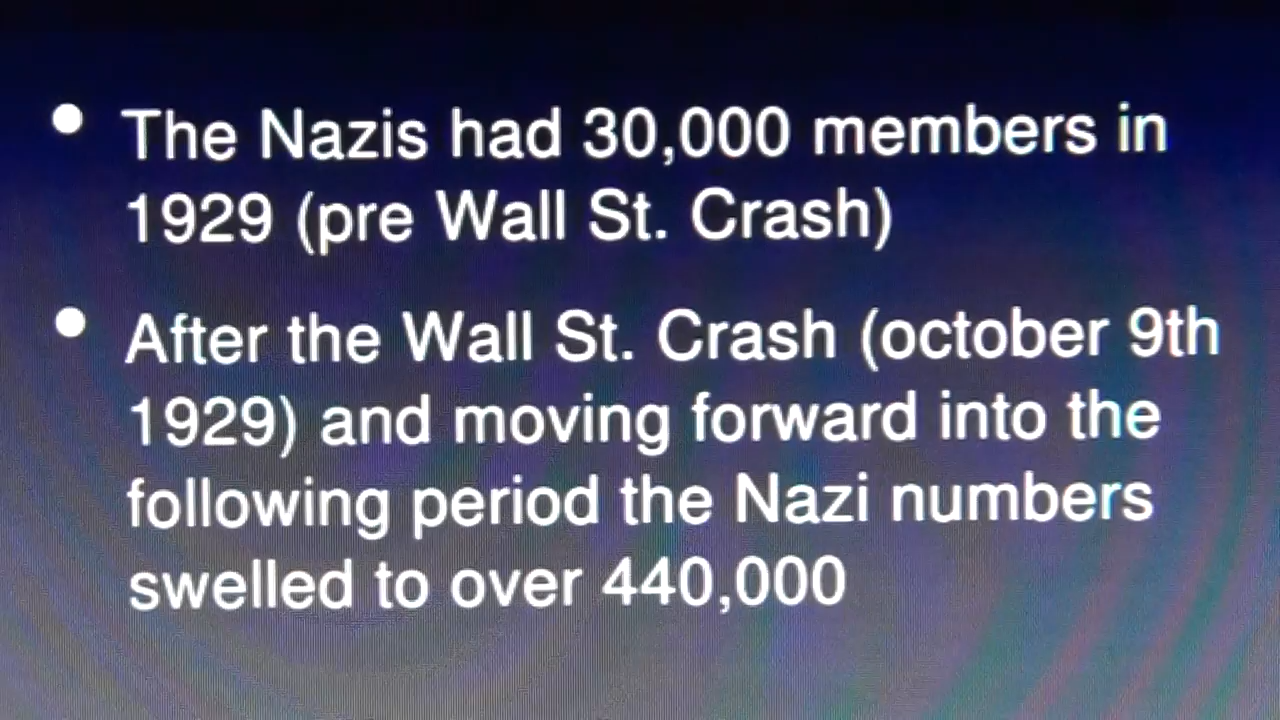 • The Nazis had 30,000 members in
1929 (pre Wall St. Crash)
• After the Wall St. Crash (october 9th
1929) and moving forward into the
following period the Nazi numbers
swelled to over 440,000